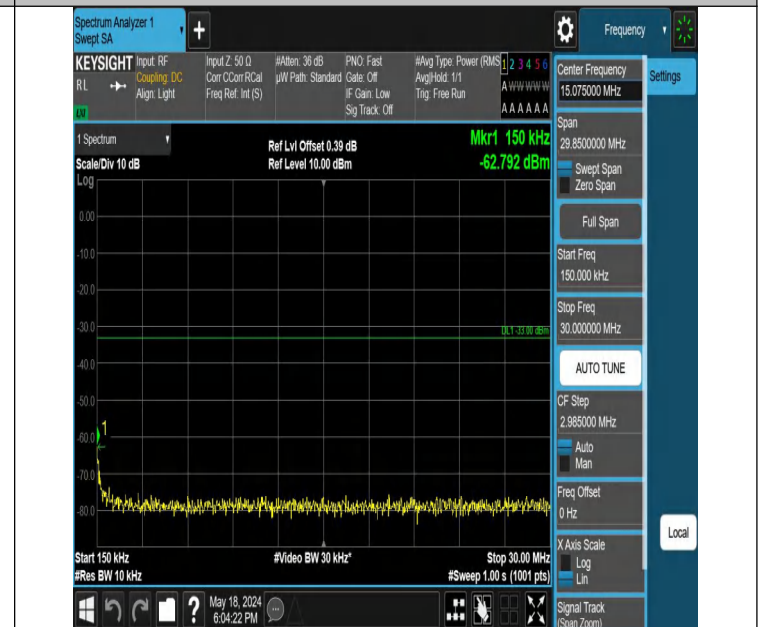 Spectrum Analyzer 1
Swept SA
+
Frequency
KEYSIGHT
RL
LXI
Input: RF
Coupling: DC
Align: Light
Input Z: 50 Ω
Corr CCorr RCal
Freq Ref: Int (S)
#Atten: 36 dB
µW Path: Standard
PNO: Fast
Gate: Off
IF Gain: Low
Sig Track: Off
#Avg Type: Power (RMS
Avg|Hold: 1/1
Trig: Free Run
1 2 3 4 5 6
A W W W W W
A A A A A A
1 Spectrum
Scale/Div 10 dB
Log
Ref Lvl Offset 0.39 dB
Ref Level 10.00 dBm
Mkr1 150 kHz
-62.792 dBm
0.00
-10.0
-20.0
-30.0
DL1 -33.00 dBm
-40.0
-50.0
-60.0
1
-70.0
-80.0
Start 150 kHz
#Res BW 10 kHz
#Video BW 30 kHz*
Stop 30.00 MHz
#Sweep 1.00 s (1001 pts)
Center Frequency
15.075000 MHz
Settings
Span
29.8500000 MHz
Swept Span
Zero Span
Full Span
Start Freq
150.000 kHz
Stop Freq
30.000000 MHz
AUTO TUNE
CF Step
2.985000 MHz
Auto
Man
Freq Offset
0 Hz
X Axis Scale
Log
Lin
Local
Signal Track
(Span Zoom)
?
May 18, 2024
6:04:22 PM